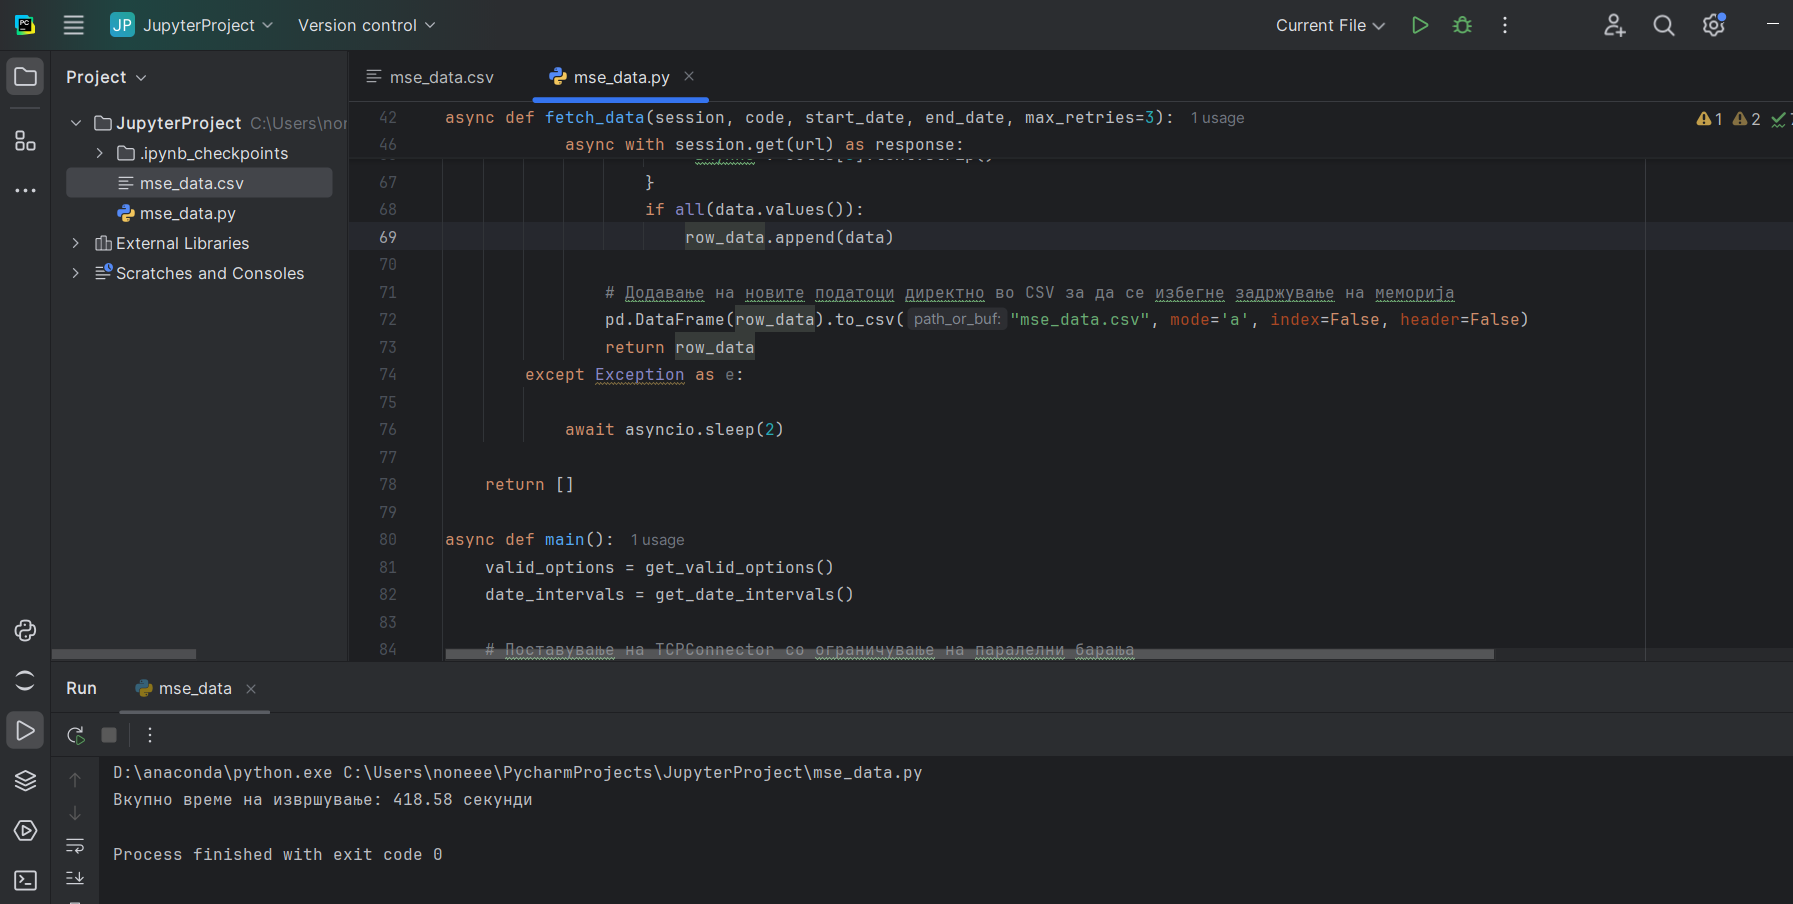 PC
JP JupyterProject Version control Current File
Project
mse_data.csv mse_data.py
JupyterProject C:\Users\nor
.ipynb_checkpoints
mse_data.csv
mse_data.py
External Libraries
Scratches and Consoles
42 async def fetch_data(session, code, start_date, end_date, max_retries=3): 1 usage
1 2
46 async with session.get(url) as response:
67 }
68 if all(data.values()):
69 row_data.append(data)
70
71 # Додавање на новите податоци директно во CSV за да се избегне задржување на меморија
72 pd.DataFrame(row_data).to_csv( path_or_buf: "mse_data.csv", mode='a', index=False, header=False)
73 return row_data
74 except Exception as e:
75
76 await asyncio.sleep(2)
77
78 return []
79
80 async def main(): 1 usage
81 valid_options = get_valid_options()
82 date_intervals = get_date_intervals()
83
84 # Поставување на TCPConnector со ограничување на паралелни барања
Run mse_data
D:\anaconda\python.exe C:\Users\noneee\PycharmProjects\JupyterProject\mse_data.py
Вкупно време на извршување: 418.58 секунди
Process finished with exit code 0